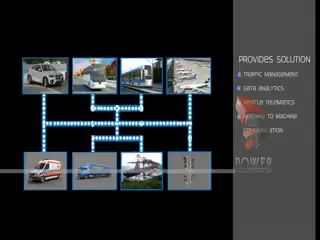 PROVIDES SOLUTION
TRAFFIC MANAGEMENT
DATA ANALYTICS
VEHICLE TELEMATICS
MACHINE TO MACHINE
COMMUNICATION
POWER